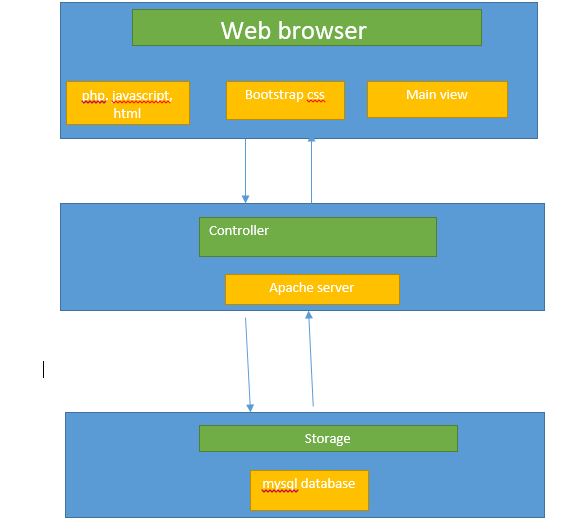 Web browser
php, javascript,
html
Bootstrap css
Main view
Controller
Apache server
Storage
mysql database